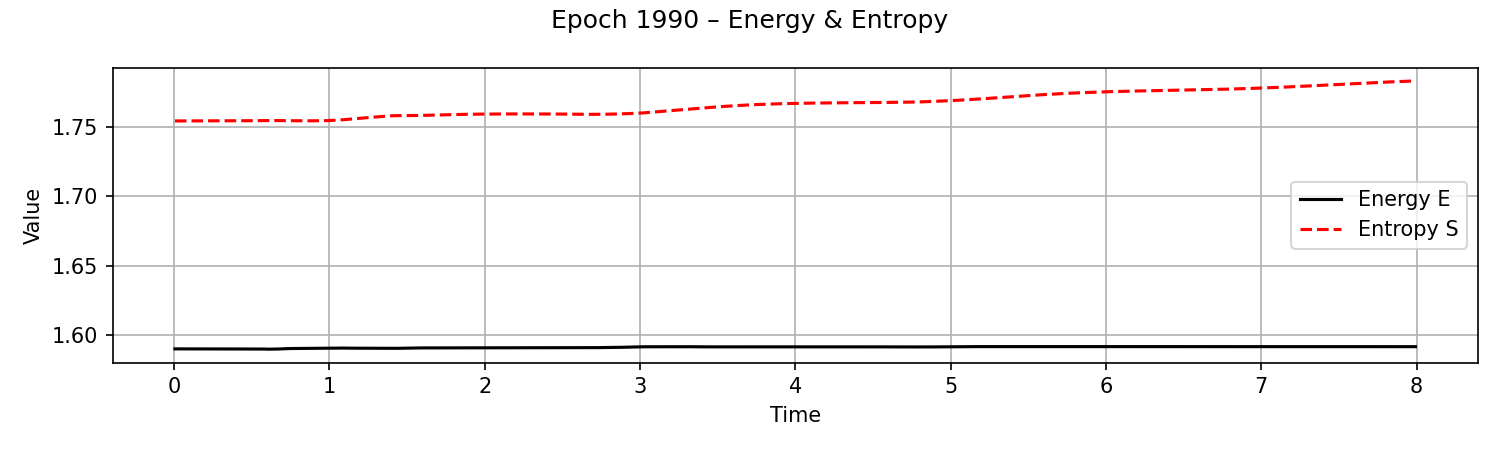 Epoch 1990 – Energy & Entropy
Value
1.75
1.70
1.65
1.60
Energy E
Entropy S
0 1 2 3 4 5 6 7 8
Time